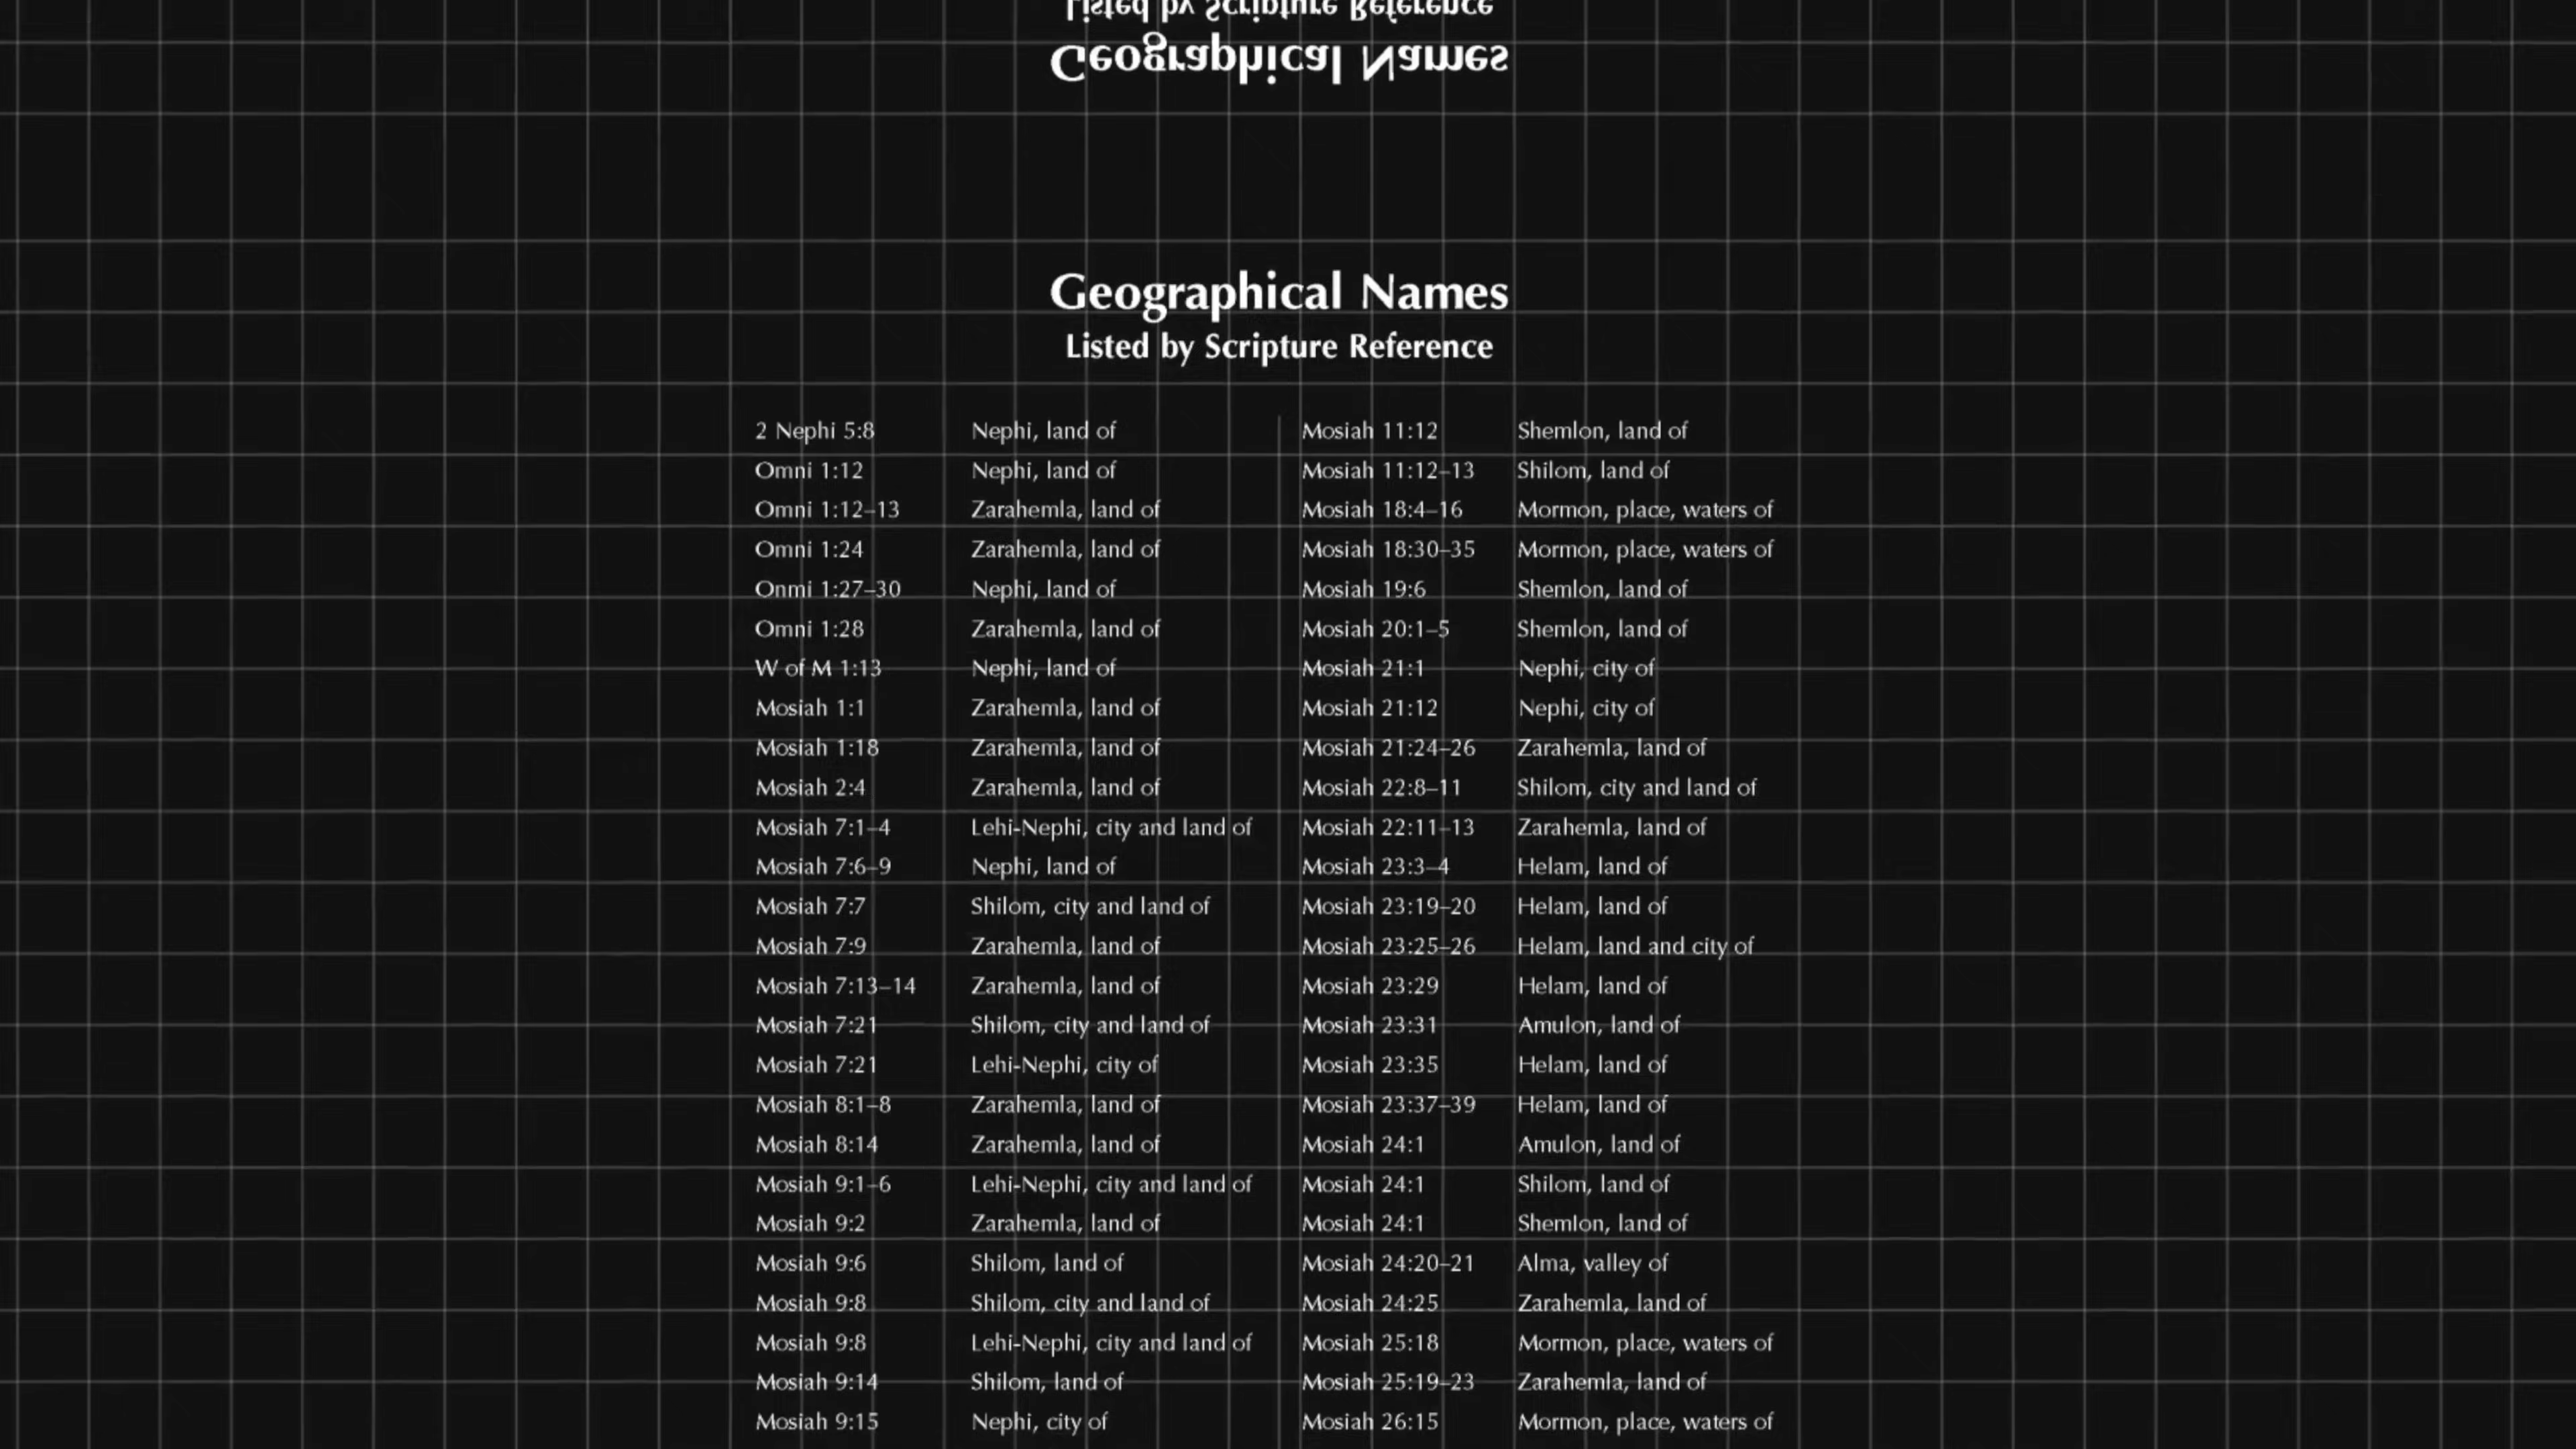 Listed by Scripture Reference
Geographical Names
Geographical Names
Listed by Scripture Reference
2 Nephi 5:8 Nephi, land of
Omni 1:12 Nephi, land of
Omni 1:12–13 Zarahemla, land of
Omni 1:24 Zarahemla, land of
Onmi 1:27–30 Nephi, land of
Omni 1:28 Zarahemla, land of
W of M 1:13 Nephi, land of
Mosiah 1:1 Zarahemla, land of
Mosiah 1:18 Zarahemla, land of
Mosiah 2:4 Zarahemla, land of
Mosiah 7:1–4 Lehi-Nephi, city and land of
Mosiah 7:6–9 Nephi, land of
Mosiah 7:7 Shilom, city and land of
Mosiah 7:9 Zarahemla, land of
Mosiah 7:13–14 Zarahemla, land of
Mosiah 7:21 Shilom, city and land of
Mosiah 7:21 Lehi-Nephi, city of
Mosiah 8:1–8 Zarahemla, land of
Mosiah 8:14 Zarahemla, land of
Mosiah 9:1–6 Lehi-Nephi, city and land of
Mosiah 9:2 Zarahemla, land of
Mosiah 9:6 Shilom, land of
Mosiah 9:8 Shilom, city and land of
Mosiah 9:8 Lehi-Nephi, city and land of
Mosiah 9:14 Shilom, land of
Mosiah 9:15 Nephi, city of
Mosiah 11:12 Shemlon, land of
Mosiah 11:12–13 Shilom, land of
Mosiah 18:4–16 Mormon, place, waters of
Mosiah 18:30–35 Mormon, place, waters of
Mosiah 19:6 Shemlon, land of
Mosiah 20:1–5 Shemlon, land of
Mosiah 21:1 Nephi, city of
Mosiah 21:12 Nephi, city of
Mosiah 21:24–26 Zarahemla, land of
Mosiah 22:8–11 Shilom, city and land of
Mosiah 22:11–13 Zarahemla, land of
Mosiah 23:3–4 Helam, land of
Mosiah 23:19–20 Helam, land of
Mosiah 23:25–26 Helam, land and city of
Mosiah 23:29 Helam, land of
Mosiah 23:31 Amulon, land of
Mosiah 23:35 Helam, land of
Mosiah 23:37–39 Helam, land of
Mosiah 24:1 Amulon, land of
Mosiah 24:1 Shilom, land of
Mosiah 24:1 Shemlon, land of
Mosiah 24:20–21 Alma, valley of
Mosiah 24:25 Zarahemla, land of
Mosiah 25:18 Mormon, place, waters of
Mosiah 25:19–23 Zarahemla, land of
Mosiah 26:15 Mormon, place, waters of